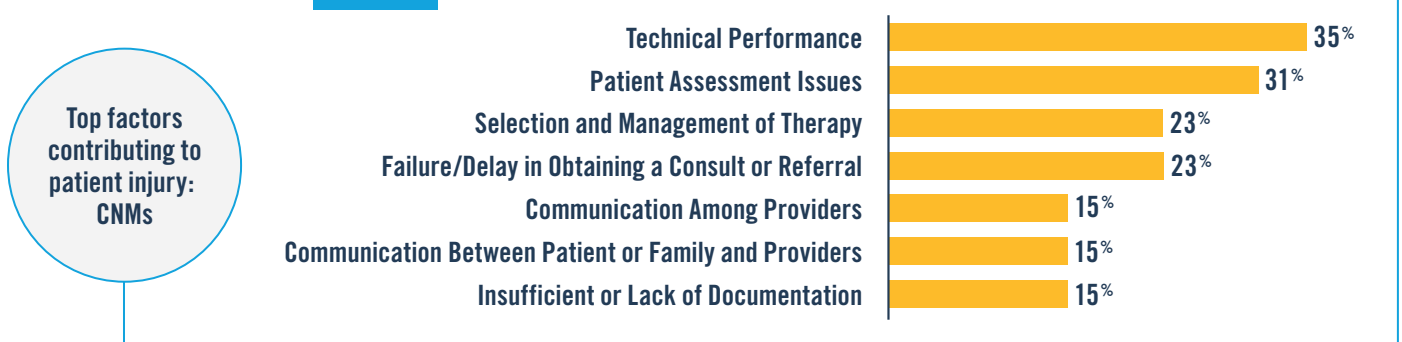 Top factors
contributing to
patient injury:
CNMs
Technical Performance 35%
Patient Assessment Issues 31%
Selection and Management of Therapy 23%
Failure/Delay in Obtaining a Consult or Referral 23%
Communication Among Providers 15%
Communication Between Patient or Family and Providers 15%
Insufficient or Lack of Documentation 15%